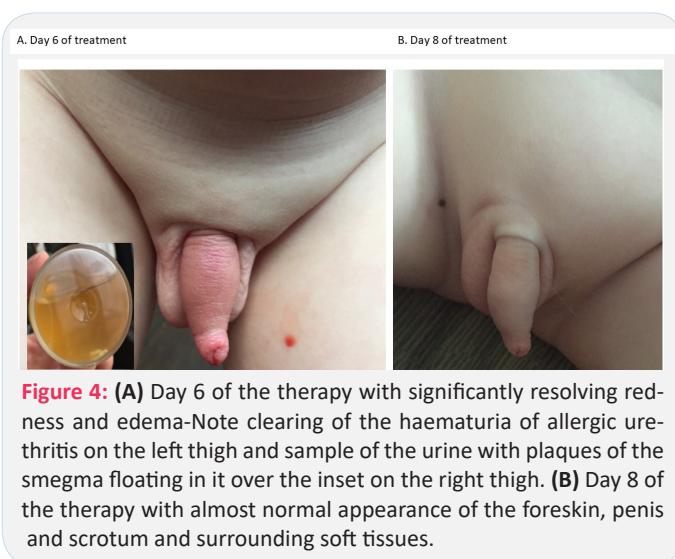 A. Day 6 of treatment
B. Day 8 of treatment
Figure 4: (A) Day 6 of the therapy with significantly resolving red-
ness and edema-Note clearing of the haematuria of allergic ure-
thritis on the left thigh and sample of the urine with plaques of the
smegma floating in it over the inset on the right thigh. (B) Day 8 of
the therapy with almost normal appearance of the foreskin, penis
and scrotum and surrounding soft tissues.